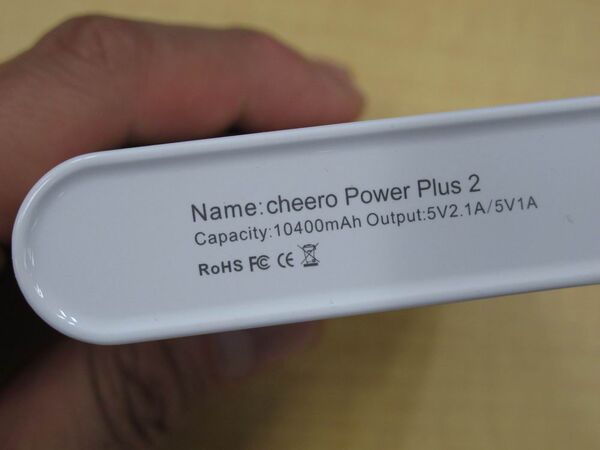 Name:cheero Power Plus 2
Capacity:10400mAh Output:5V2.1A/5V1A
RoHS FC CE